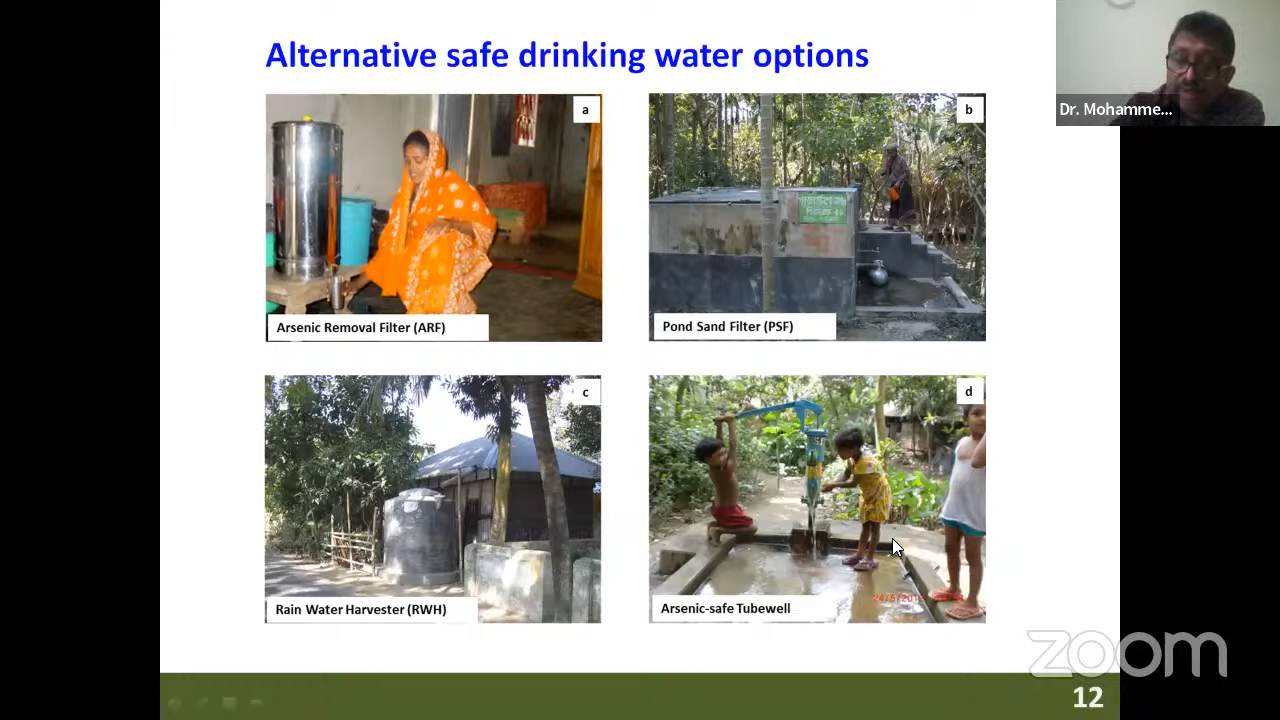 Alternative safe drinking water options
Dr. Mohamme...
a
b
Arsenic Removal Filter (ARF)
Pond Sand Filter (PSF)
c
d
Rain Water Harvester (RWH)
Arsenic-safe Tubewell
zoom
12